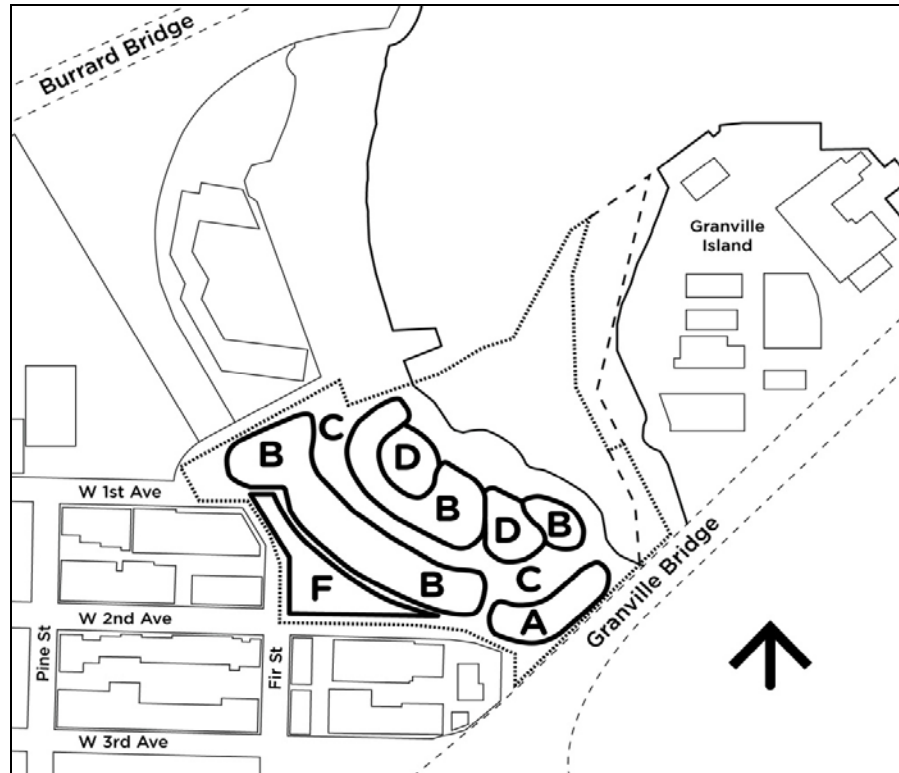 Burrard Bridge
Granville
Island
C
B
D
B
D
B
W 1st Ave
C
F
B
A
Granville Bridge
W 2nd Ave
Pine St
Fir St
W 3rd Ave